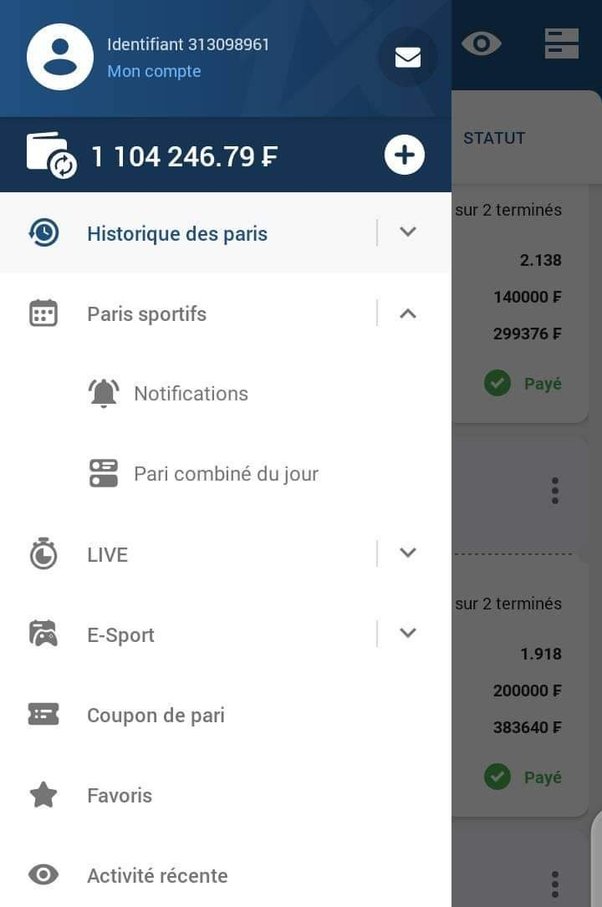 Identifiant 313098961
Mon compte
1 104 246.79 ₣
STATUT
Historique des paris
sur 2 terminés
2.138
Paris sportifs
140000 ₣
299376 ₣
Notifications
Payé
Pari combiné du jour
LIVE
sur 2 terminés
E-Sport
1.918
200000 ₣
Coupon de pari
383640 ₣
Payé
Favoris
Activité récente